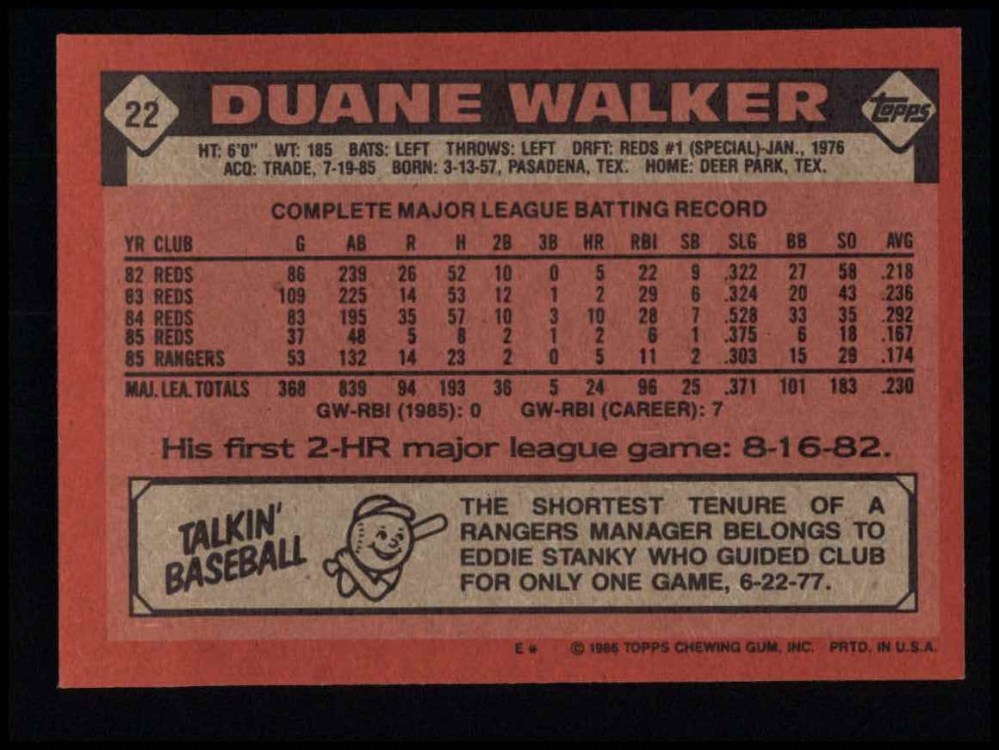 22 DUANE WALKER Topps
HT: 6'0" WT: 185 BATS: LEFT THROWS: LEFT DRFT: REDS #1 (SPECIAL)-JAN., 1976
ACQ: TRADE, 7-19-85 BORN: 3-13-57, PASADENA, TEX. HOME: DEER PARK, TEX.
COMPLETE MAJOR LEAGUE BATTING RECORD
YR CLUB G AB R H 2B 3B HR RBI SB SLG BB SO AVG
82 REDS 86 239 26 52 10 0 5 22 9 .322 27 58 .218
83 REDS 109 225 14 53 12 1 2 29 6 .324 20 43 .236
84 REDS 83 195 35 57 10 3 10 28 7 .528 33 35 .292
85 REDS 37 48 5 8 2 1 2 6 1 .375 6 18 .167
85 RANGERS 53 132 14 23 2 0 5 11 2 .303 15 29 .174
MAJ. LEA. TOTALS 368 839 94 193 36 5 24 96 25 .371 101 183 .230
GW-RBI (1985): 0 GW-RBI (CAREER): 7
His first 2-HR major league game: 8-16-82.
TALKIN'
BASEBALL
THE SHORTEST TENURE OF A
RANGERS MANAGER BELONGS TO
EDDIE STANKY WHO GUIDED CLUB
FOR ONLY ONE GAME, 6-22-77.
E* © 1986 TOPPS CHEWING GUM, INC. PRTD. IN U.S.A.